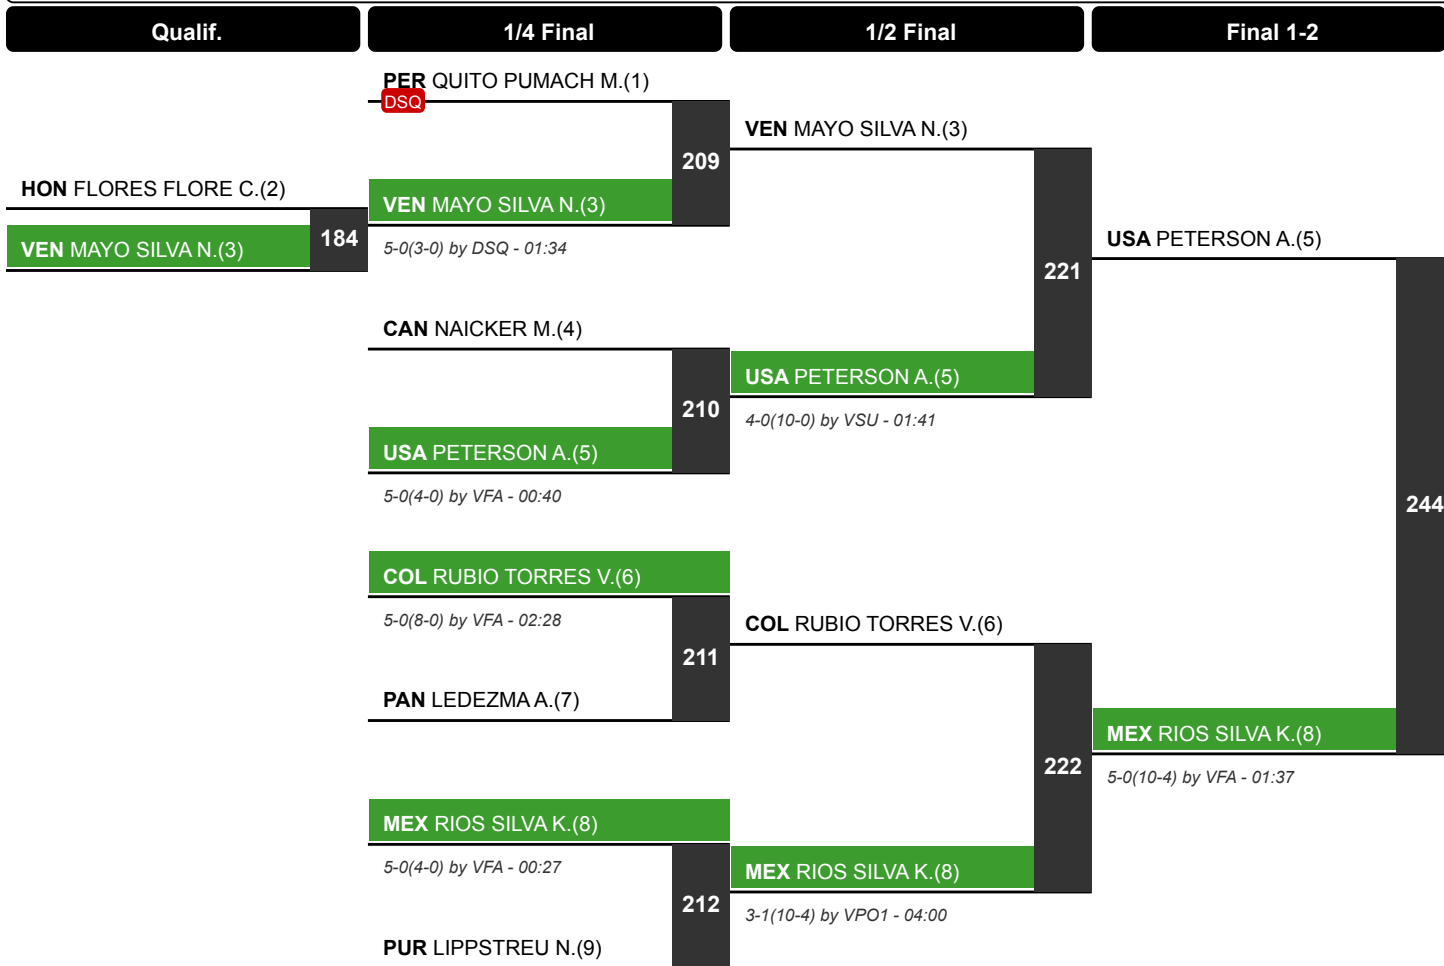 Qualif.
1/4 Final
1/2 Final
Final 1-2
PER QUITO PUMACH M.(1)
DSQ
209
VEN MAYO SILVA N.(3)
5-0(3-0) by DSQ - 01:34
HON FLORES FLORE C.(2)
184
VEN MAYO SILVA N.(3)
CAN NAICKER M.(4)
210
USA PETERSON A.(5)
5-0(4-0) by VFA - 00:40
COL RUBIO TORRES V.(6)
5-0(8-0) by VFA - 02:28
211
PAN LEDEZMA A.(7)
MEX RIOS SILVA K.(8)
5-0(4-0) by VFA - 00:27
212
PUR LIPPSTREU N.(9)
VEN MAYO SILVA N.(3)
221
USA PETERSON A.(5)
4-0(10-0) by VSU - 01:41
COL RUBIO TORRES V.(6)
222
MEX RIOS SILVA K.(8)
3-1(10-4) by VPO1 - 04:00
USA PETERSON A.(5)
244
MEX RIOS SILVA K.(8)
5-0(10-4) by VFA - 01:37